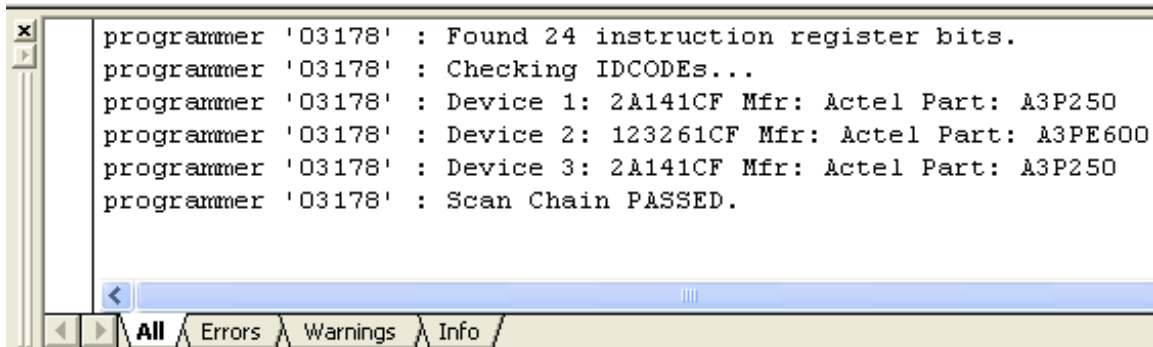 programmer '03178' : Found 24 instruction register bits.
programmer '03178' : Checking IDCODEs...
programmer '03178' : Device 1: 2A141CF Mfr: Actel Part: A3P250
programmer '03178' : Device 2: 123261CF Mfr: Actel Part: A3PE600
programmer '03178' : Device 3: 2A141CF Mfr: Actel Part: A3P250
programmer '03178' : Scan Chain PASSED.
All Errors Warnings Info